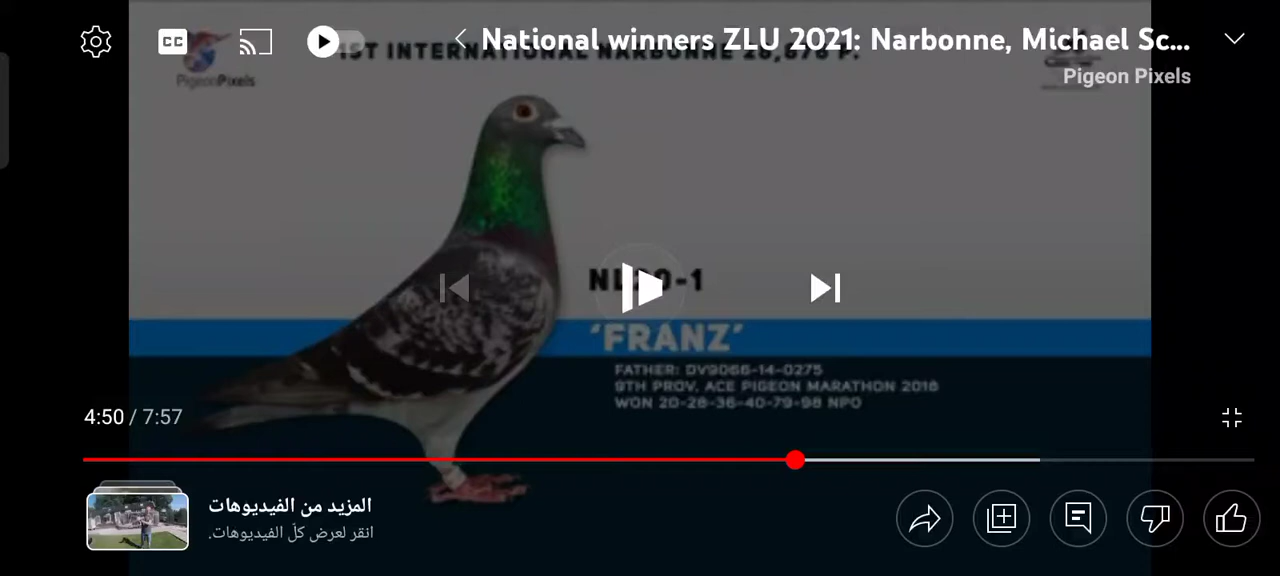 CC
National winners ZLU 2021: Narbonne, Michael Sc...
Pigeon Pixels
1ST INTERNATIONAL NARBONNE
PigeonPixels
‘FRANZ’
FATHER: DV9066-14-0275
9TH PROV. ACE PIGEON MARATHON 2018
WON 20-28-36-40-79-98 NPO
4:50 / 7:57
المزيد من الفيديوهات
انقر لعرض كلّ الفيديوهات.